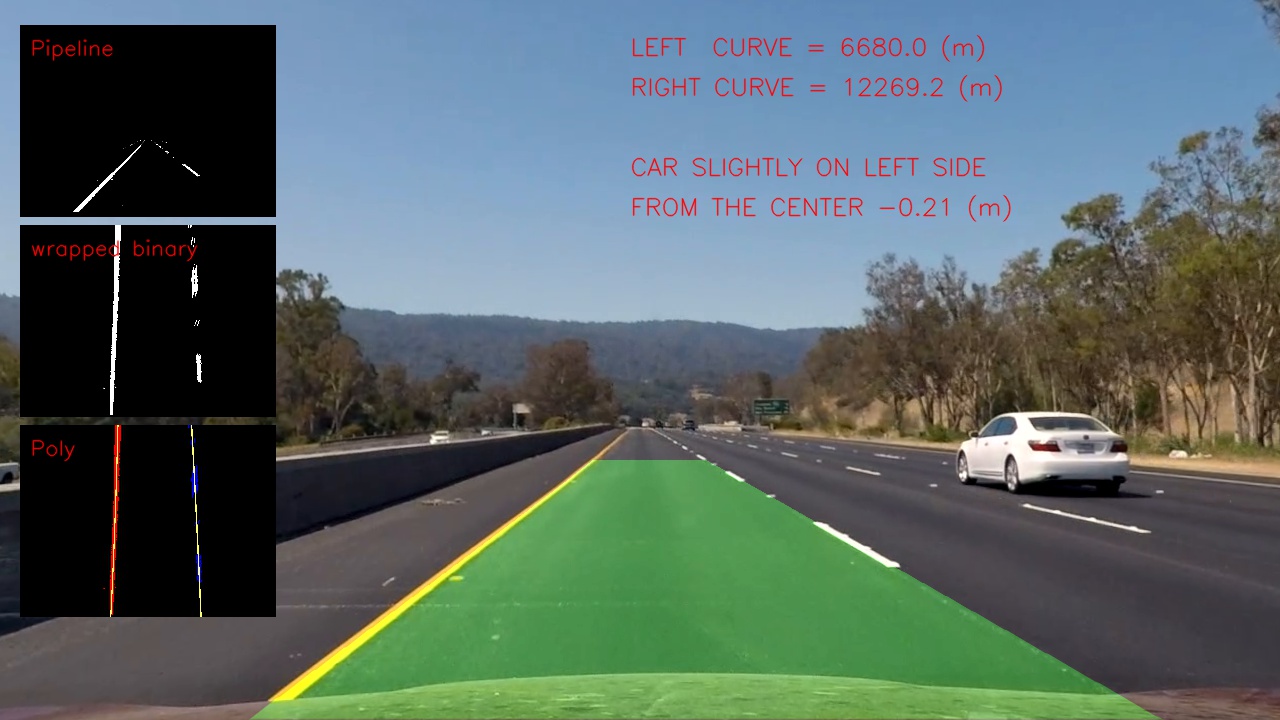 Pipeline
wrapped binary
Poly
LEFT CURVE = 6680.0 (m)
RIGHT CURVE = 12269.2 (m)
CAR SLIGHTLY ON LEFT SIDE
FROM THE CENTER -0.21 (m)